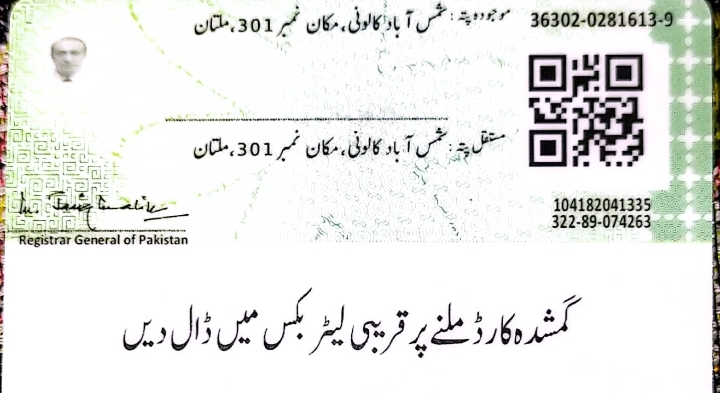 36302-0281613-9
موجودہ پتہ : شمس آباد کالونی، مکان نمبر 301، ملتان
مستقل پتہ : شمس آباد کالونی، مکان نمبر 301، ملتان
104182041335
322-89-074263
Registrar General of Pakistan
گمشدہ کارڈ ملنے پر قریبی لیٹر بکس میں ڈال دیں